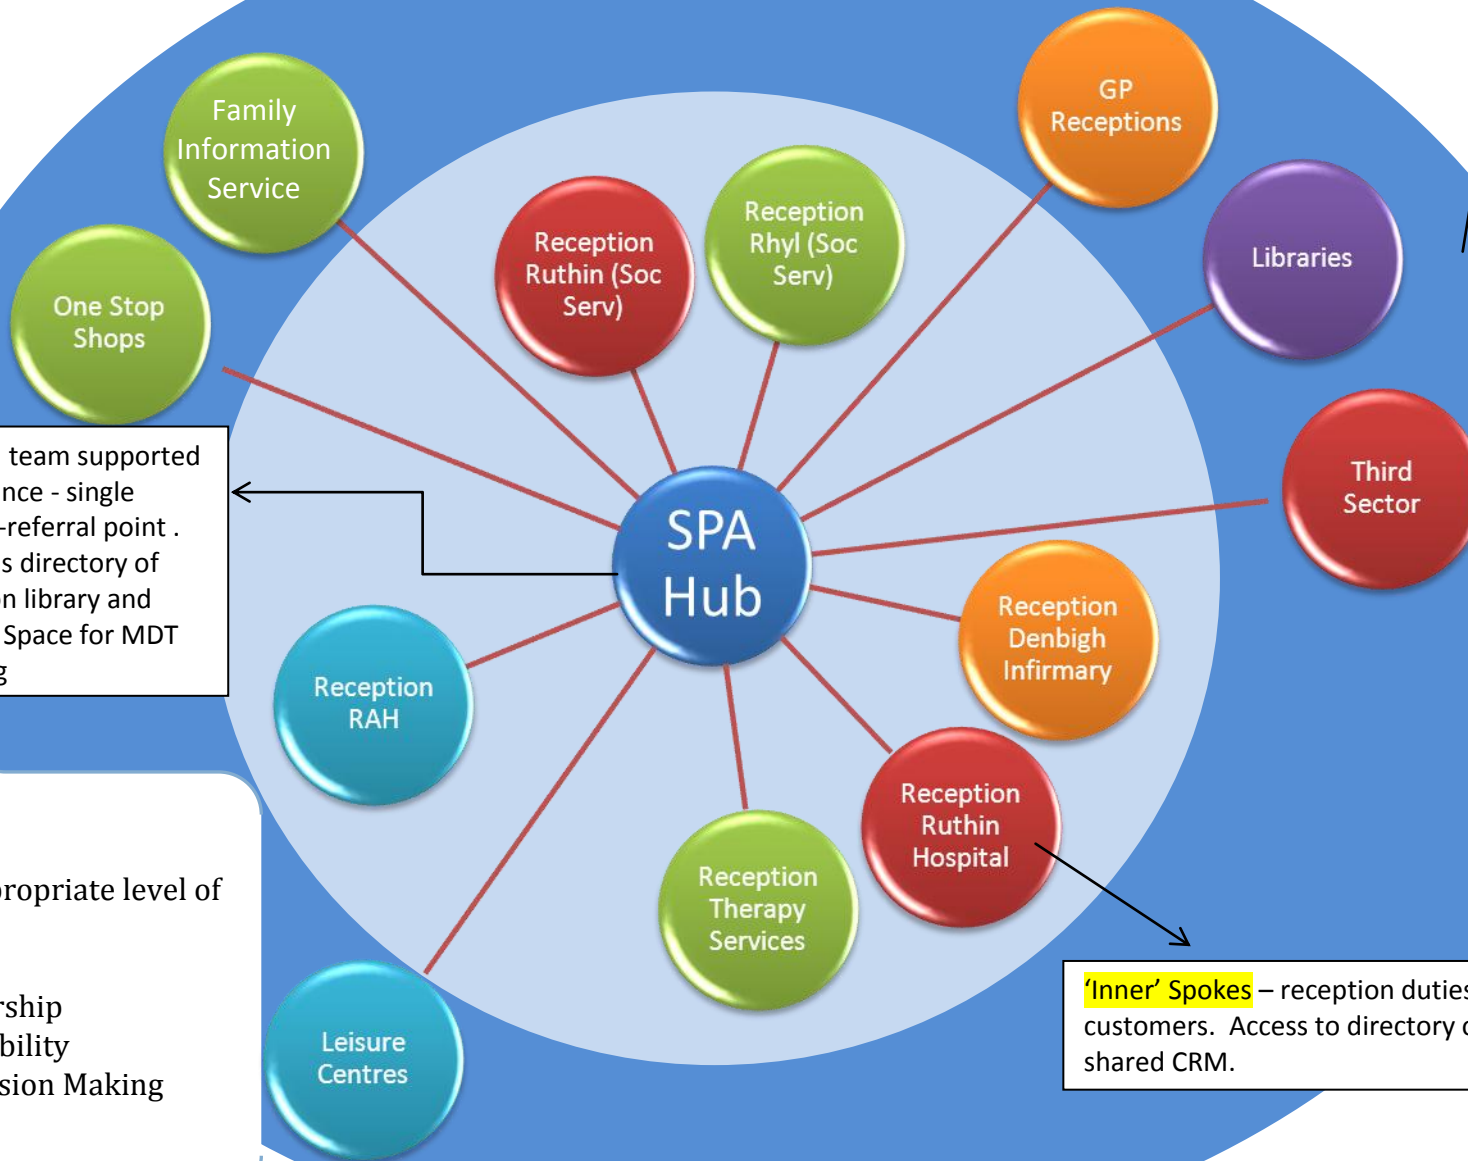 Family
Information
Service
GP
Receptions
Reception
Ruthin (Soc
Serv)
Reception
Rhyl (Soc
Serv)
Libraries
One Stop
Shops
Third
Sector
SPA
Hub
team supported
nce - single
-referral point .
s directory of
on library and
Space for MDT
g
Reception
Denbigh
Infirmary
Reception
RAH
Reception
Ruthin
Hospital
Reception
Therapy
Services
propriate level of
rship
bility
sion Making
Leisure
Centres
‘Inner’ Spokes – reception duties
customers. Access to directory o
shared CRM.